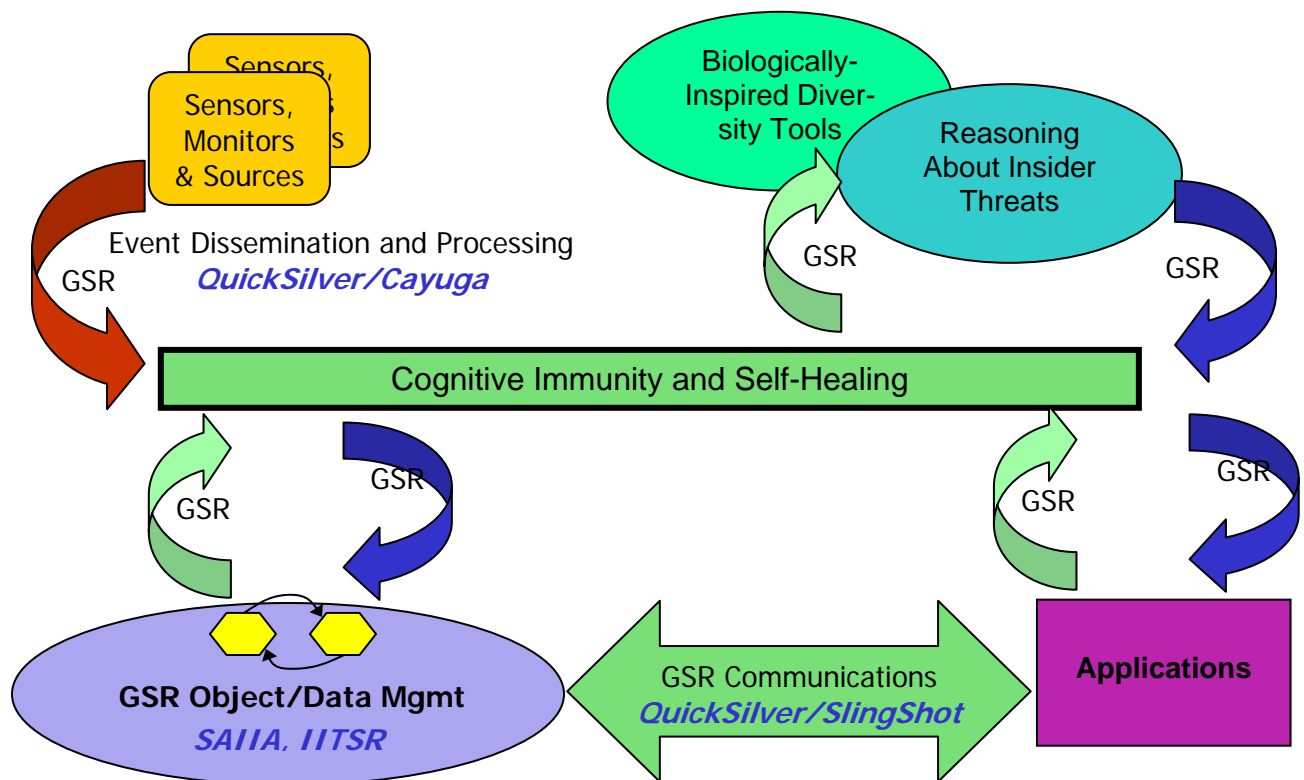 Sensors,
s
s
Sensors,
Monitors
& Sources
Biologically-
Inspired Diver-
sity Tools
Reasoning
About Insider
Threats
Event Dissemination and Processing
QuickSilver/Cayuga
GSR
GSR
GSR
Cognitive Immunity and Self-Healing
GSR
GSR
GSR
GSR
GSR Object/Data Mgmt
SAIIA, IITSR
GSR Communications
QuickSilver/SlingShot
Applications